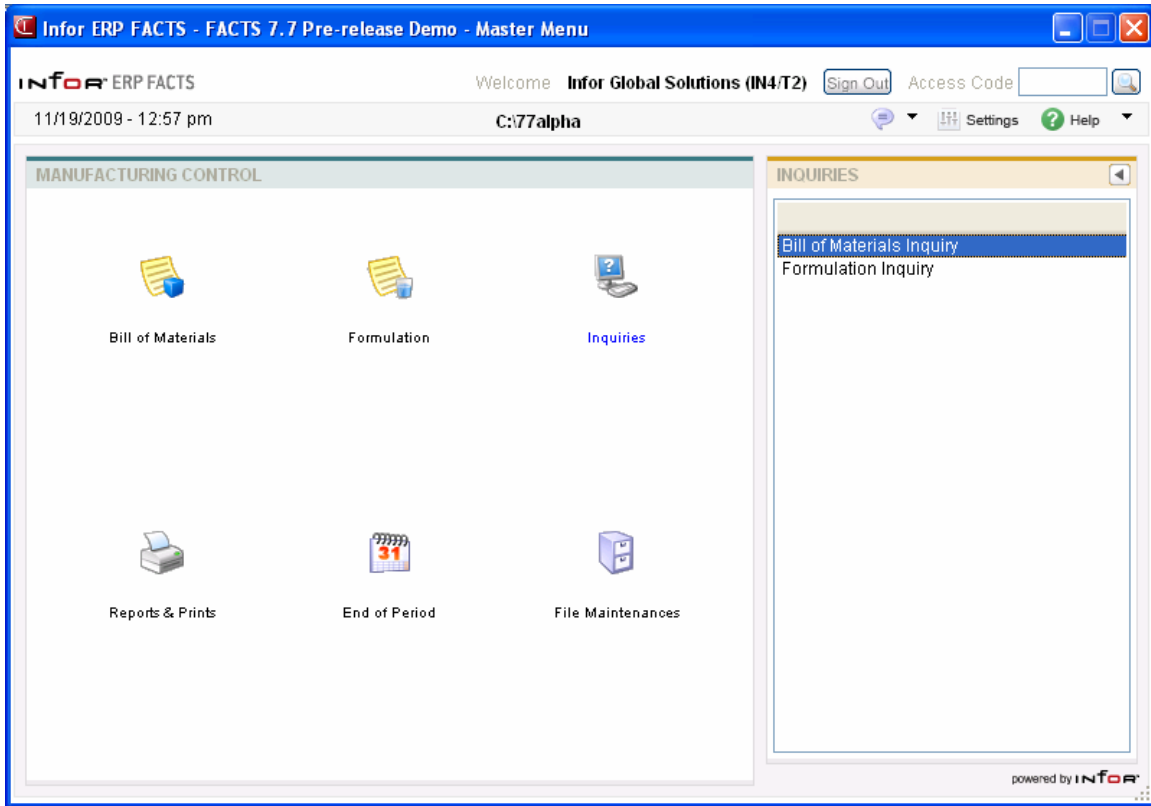 Infor ERP FACTS - FACTS 7.7 Pre-release Demo - Master Menu
infor ERP FACTS Welcome Infor Global Solutions (IN4/T2) Sign Out Access Code
11/19/2009 - 12:57 pm C:\77alpha Settings Help
MANUFACTURING CONTROL
Bill of Materials Formulation Inquiries
31
Reports & Prints End of Period File Maintenances
INQUIRIES
Bill of Materials Inquiry
Formulation Inquiry
powered by infor